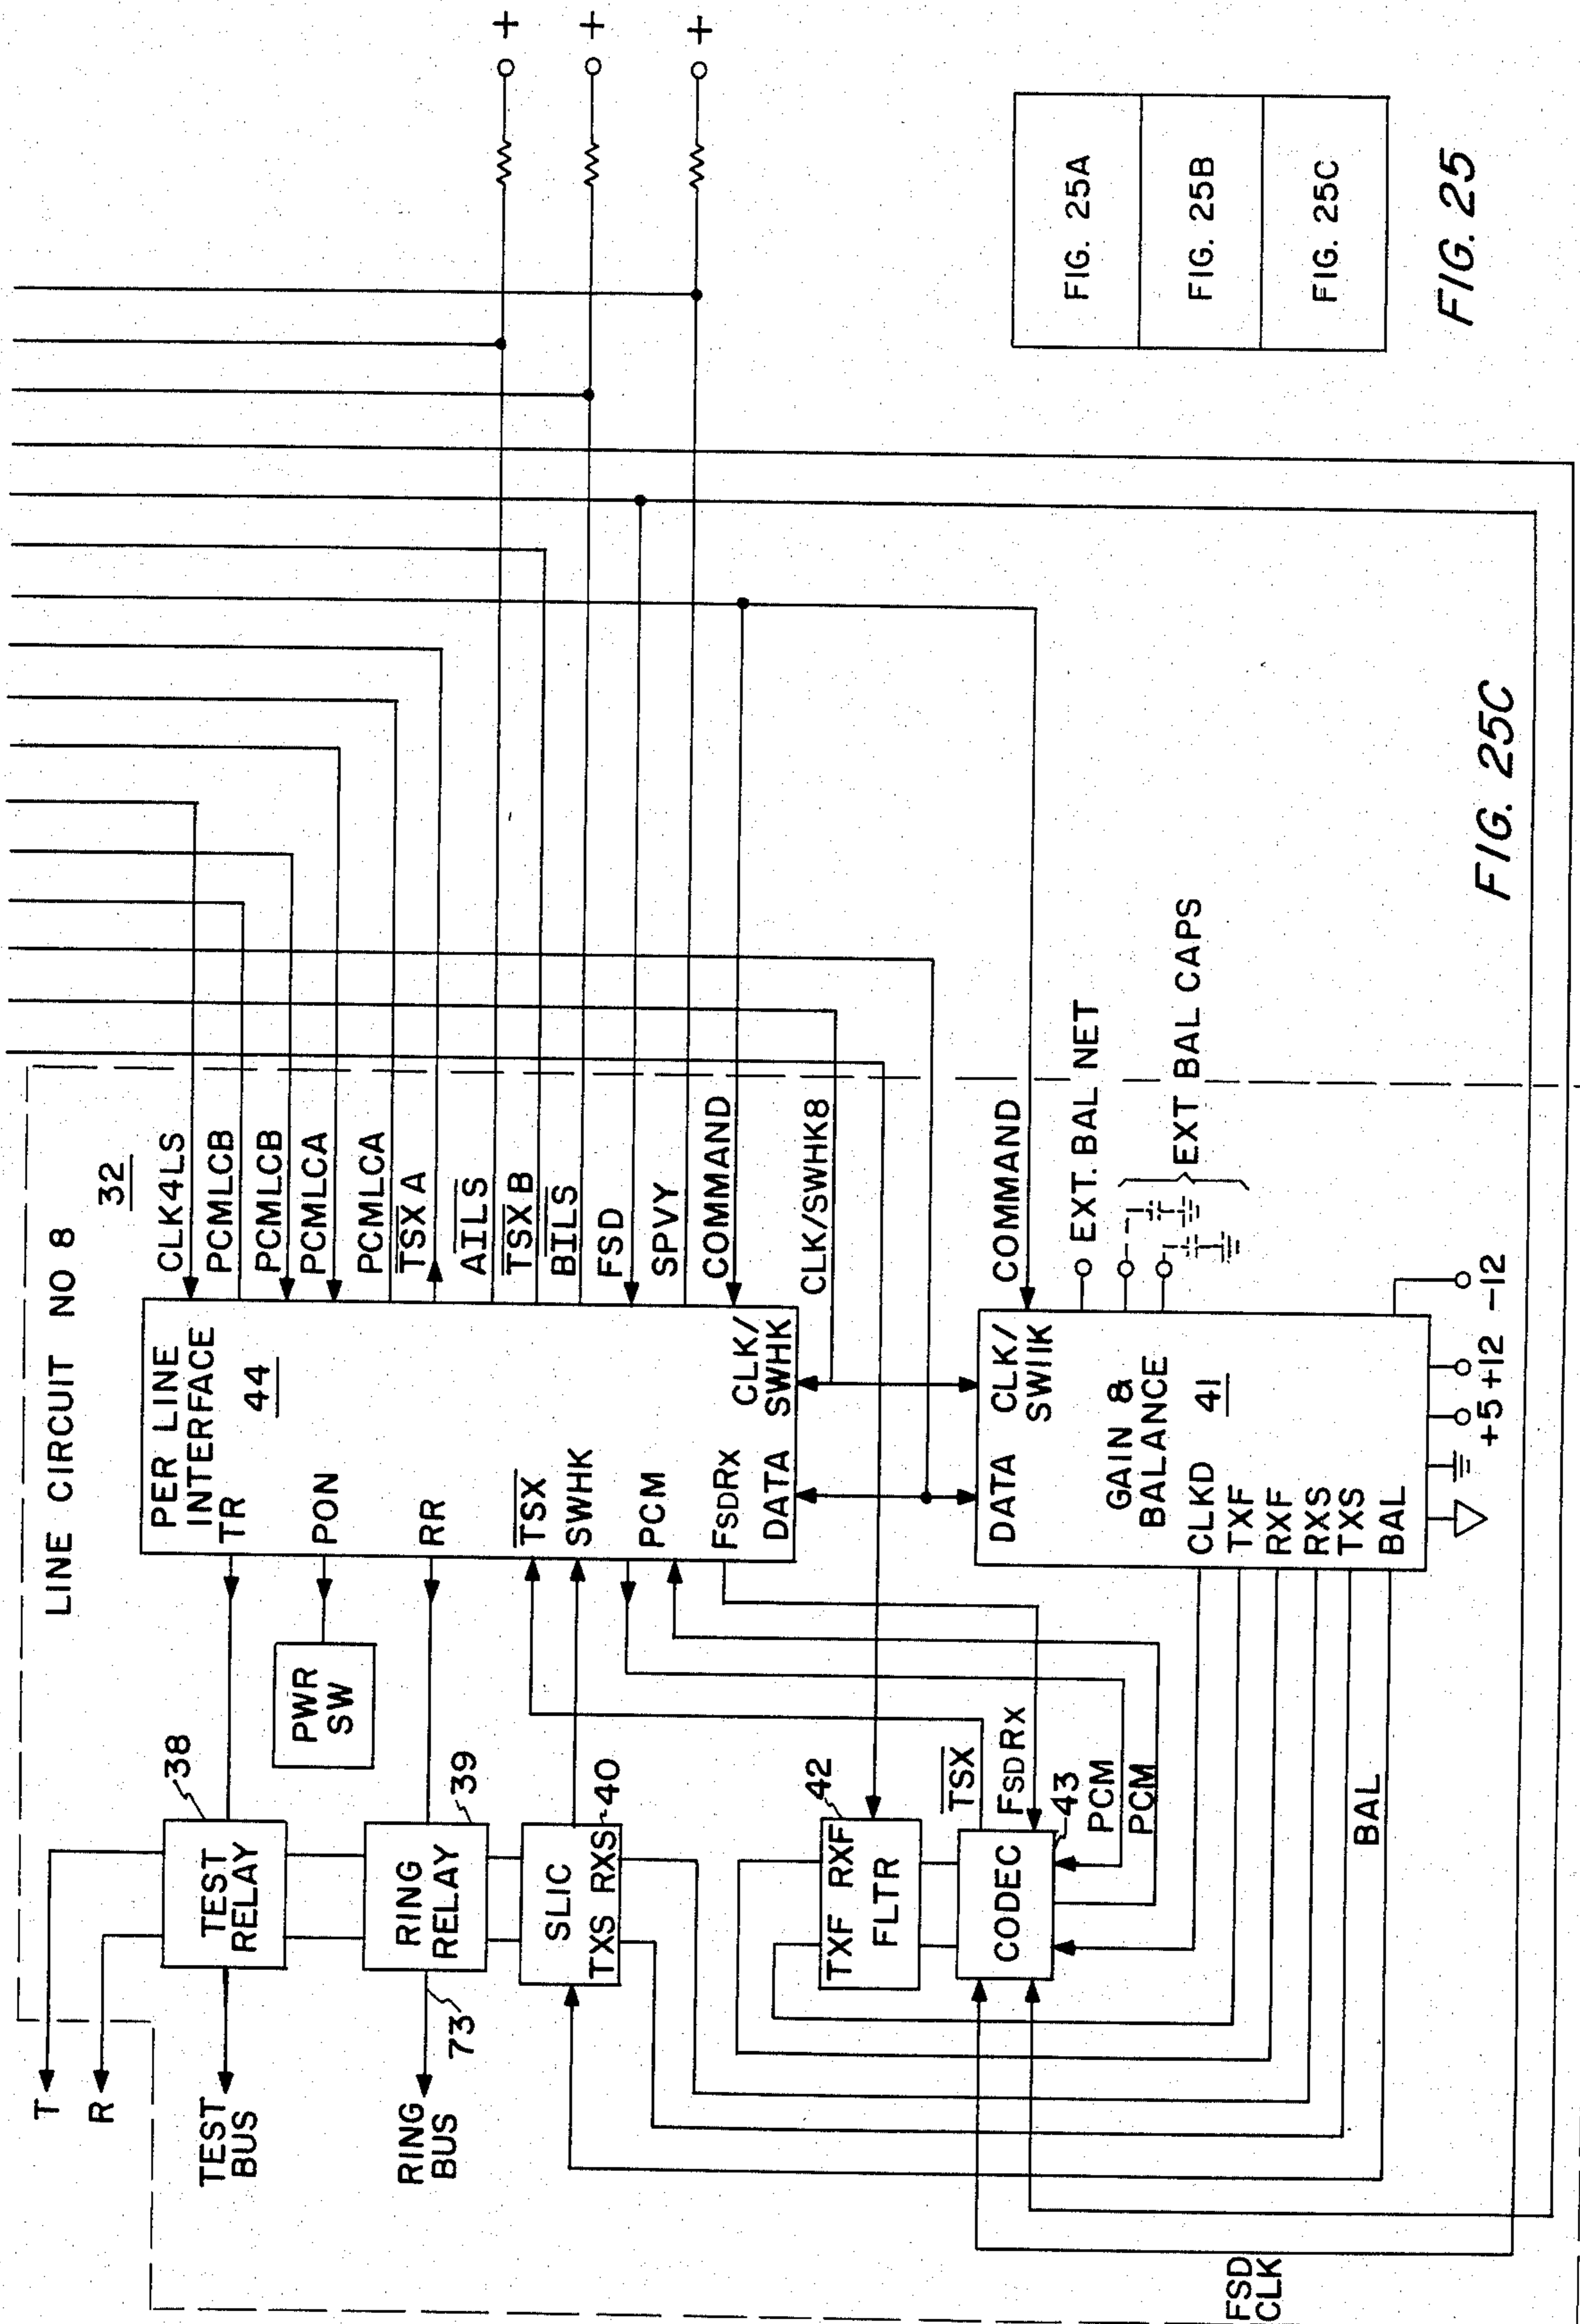 +
+
+
FIG. 25A
FIG. 25B
FIG. 25C
FIG. 25
FIG. 25C
LINE CIRCUIT NO 8
32
CLK4LS
PCMLCB
PCMLCB
PCMLCA
PCMLCA
TSX A
AILS
TSX B
BILS
FSD
SPVY
COMMAND
CLK/SWHK8
COMMAND
EXT. BAL NET
EXT BAL CAPS
PER LINE
INTERFACE
44
TR
PON
RR
TSX
SWHK
PCM
FSDRX
DATA
CLK/
SWHK
DATA
CLK/
SWIIK
GAIN &
BALANCE
41
CLKD
TXF
RXF
RXS
TXS
BAL
+5
+12
-12
PWR
SW
38
TEST
RELAY
39
RING
RELAY
40
SLIC
TXS RXS
42
TXF RXF
FLTR
TSX
FSDRX
43
CODEC
PCM
PCM
BAL
T
R
TEST
BUS
RING
BUS
73
FSD
CLK